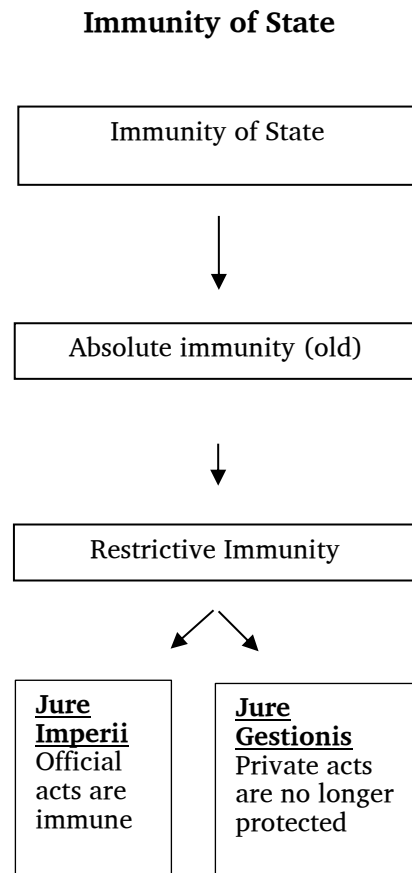 Immunity of State
Immunity of State
Absolute immunity (old)
Restrictive Immunity
Jure
Imperii
Official
acts are
immune
Jure
Gestionis
Private acts
are no longer
protected